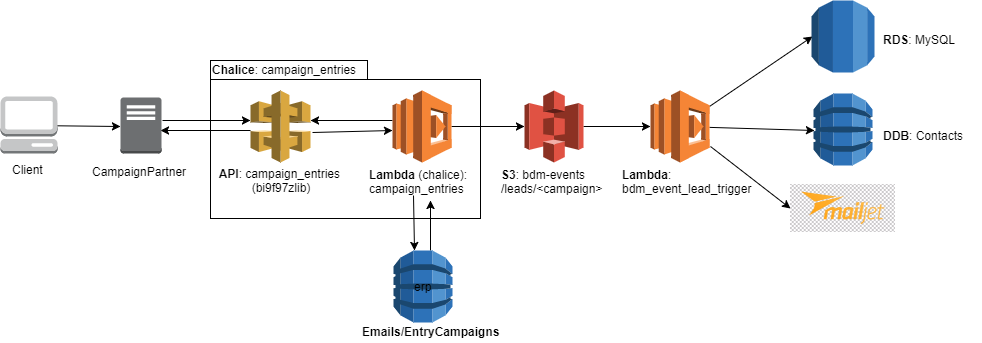 Chalice: campaign_entries
RDS: MySQL
DDB: Contacts
Client
CampaignPartner
API: campaign_entries
(bi9f97zlib)
Lambda (chalice):
campaign_entries
S3: bdm-events
/leads/<campaign>
Lambda:
bdm_event_lead_trigger
mailjet
erp
Emails/EntryCampaigns